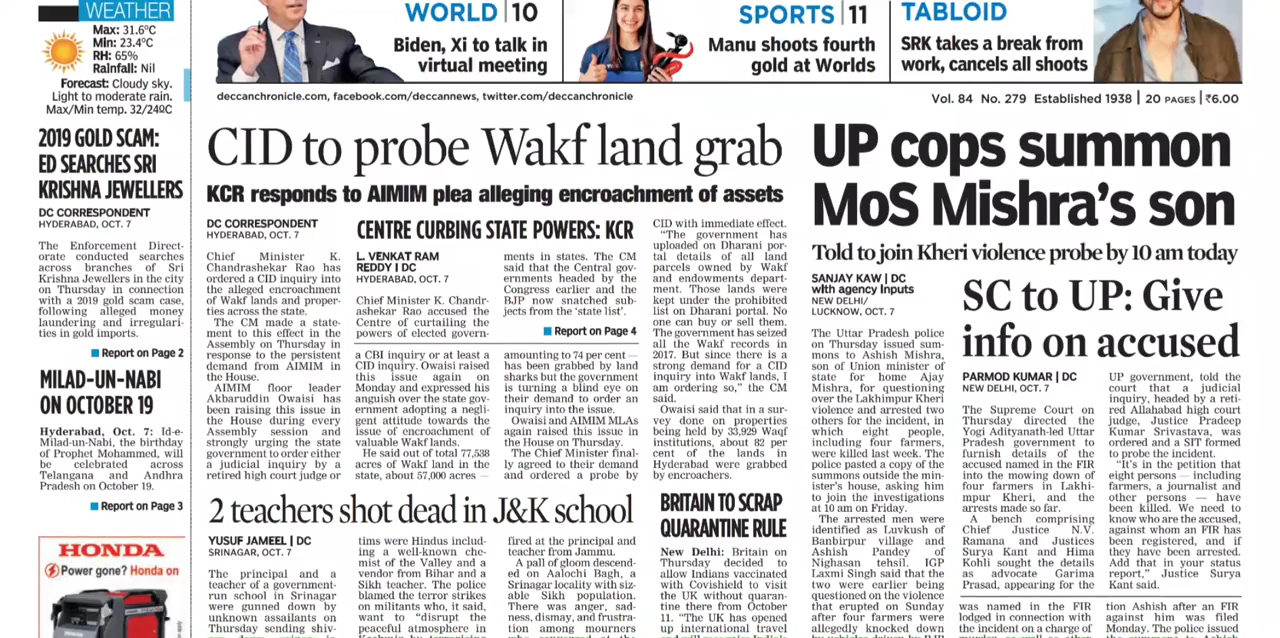 WEATHER
Max: 31.6°C
Min: 23.4°C
RH: 65%
Rainfall: Nil
Forecast: Cloudy sky.
Light to moderate rain.
Max/Min temp. 32/24ºC
WORLD | 10
Biden, Xi to talk in
virtual meeting
SPORTS | 11
Manu shoots fourth
gold at Worlds
TABLOID
SRK takes a break from
work, cancels all shoots
deccanchronicle.com, facebook.com/deccannews, twitter.com/deccanchronicle
Vol. 84 No. 279 Established 1938 | 20 PAGES | ₹6.00
2019 GOLD SCAM:
ED SEARCHES SRI
KRISHNA JEWELLERS
DC CORRESPONDENT
HYDERABAD, OCT. 7
The Enforcement Direct-
orate conducted searches
across branches of Sri
Krishna Jewellers in the city
on Thursday in connection
with a 2019 gold scam case,
following alleged money
laundering and irregulari-
ties in gold imports.
Report on Page 2
MILAD-UN-NABI
ON OCTOBER 19
Hyderabad, Oct. 7: Id-e-
Milad-un-Nabi, the birthday
of Prophet Mohammed, will
be celebrated across
Telangana and Andhra
Pradesh on October 19.
Report on Page 3
HONDA
Power gone? Honda on
CID to probe Wakf land grab
KCR responds to AIMIM plea alleging encroachment of assets
DC CORRESPONDENT
HYDERABAD, OCT. 7
Chief Minister K.
Chandrashekar Rao has
ordered a CID inquiry into
the alleged encroachment
of Wakf lands and proper-
ties across the state.
The CM made a state-
ment to this effect in the
Assembly on Thursday in
response to the persistent
demand from AIMIM in
the House.
AIMIM floor leader
Akbaruddin Owaisi has
been raising this issue in
the House during every
Assembly session and
strongly urging the state
government to order either
a judicial inquiry by a
retired high court judge or
a CBI inquiry or at least a
CID inquiry. Owaisi raised
this issue again on
Monday and expressed his
anguish over the state gov-
ernment adopting a negli-
gent attitude towards the
issue of encroachment of
valuable Wakf lands.
He said out of total 77,538
acres of Wakf land in the
state, about 57,000 acres —
amounting to 74 per cent —
has been grabbed by land
sharks but the government
is turning a blind eye on
their demand to order an
inquiry into the issue.
Owaisi and AIMIM MLAs
again raised this issue in
the House on Thursday.
The Chief Minister final-
ly agreed to their demand
and ordered a probe by
CID with immediate effect.
“The government has
uploaded on Dharani por-
tal details of all land
parcels owned by Wakf
and endowments depart-
ment. Those lands were
kept under the prohibited
list on Dharani portal. No
one can buy or sell them.
The government has seized
all the Wakf records in
2017. But since there is a
strong demand for a CID
inquiry into Wakf lands, I
am ordering so,” the CM
said.
Owaisi said that in a sur-
vey done on properties
being held by 33,929 Waqf
institutions, about 82 per
cent of the lands in
Hyderabad were grabbed
by encroachers.
CENTRE CURBING STATE POWERS: KCR
L. VENKAT RAM
REDDY | DC
HYDERABAD, OCT. 7
Chief Minister K. Chandr-
ashekar Rao accused the
Centre of curtailing the
powers of elected govern-
ments in states. The CM
said that the Central gov-
ernments headed by the
Congress earlier and the
BJP now snatched sub-
jects from the ‘state list’.
Report on Page 4
2 teachers shot dead in J&K school
YUSUF JAMEEL | DC
SRINAGAR, OCT. 7
The principal and a
teacher of a government-
run school in Srinagar
were gunned down by
unknown assailants on
Thursday sending shiv-
tims were Hindus includ-
ing a well-known che-
mist of the Valley and a
vendor from Bihar and a
Sikh teacher. The police
blamed the terror strikes
on militants who, it said,
want to “disrupt the
peaceful atmosphere in
fired at the principal and
teacher from Jammu.
A pall of gloom descend-
ed on Aalochi Bagh, a
Srinagar locality with siz-
able Sikh population.
There was anger, sad-
ness, dismay, and frustra-
tion among mourners
BRITAIN TO SCRAP
QUARANTINE RULE
New Delhi: Britain on
Thursday decided to
allow Indians vaccinated
with Covishield to visit
the UK without quaran-
tine there from October
11. “The UK has opened
up international travel
UP cops summon
MoS Mishra’s son
Told to join Kheri violence probe by 10 am today
SANJAY KAW | DC
with agency inputs
NEW DELHI/
LUCKNOW, OCT. 7
The Uttar Pradesh police
on Thursday issued sum-
mons to Ashish Mishra,
son of Union minister of
state for home Ajay
Mishra, for questioning
over the Lakhimpur Kheri
violence and arrested two
others for the incident, in
which eight people,
including four farmers,
were killed last week. The
police pasted a copy of the
summons outside the min-
ister’s house, asking him
to join the investigations
at 10 am on Friday.
The arrested men were
identified as Luvkush of
Banbirpur village and
Ashish Pandey of
Nighasan tehsil. IGP
Laxmi Singh said that the
two were earlier being
questioned on the violence
that erupted on Sunday
after four farmers were
allegedly knocked down
SC to UP: Give
info on accused
PARMOD KUMAR | DC
NEW DELHI, OCT. 7
The Supreme Court on
Thursday directed the
Yogi Adityanath-led Uttar
Pradesh government to
furnish details of the
accused named in the FIR
into the mowing down of
four farmers in Lakhi-
mpur Kheri, and the
arrests made so far.
A bench comprising
Chief Justice N.V.
Ramana and Justices
Surya Kant and Hima
Kohli sought the details
as advocate Garima
Prasad, appearing for the
UP government, told the
court that a judicial
inquiry, headed by a reti-
red Allahabad high court
judge, Justice Pradeep
Kumar Srivastava, was
ordered and a SIT formed
to probe the incident.
“It’s in the petition that
eight persons — including
farmers, a journalist and
other persons — have
been killed. We need to
know who are the accused,
against whom an FIR has
been registered, and if
they have been arrested.
Add that in your status
report,” Justice Surya
Kant said.
was named in the FIR
lodged in connection with
the incident on a charge of
tion Ashish after an FIR
against him was filed
Monday. The police issued